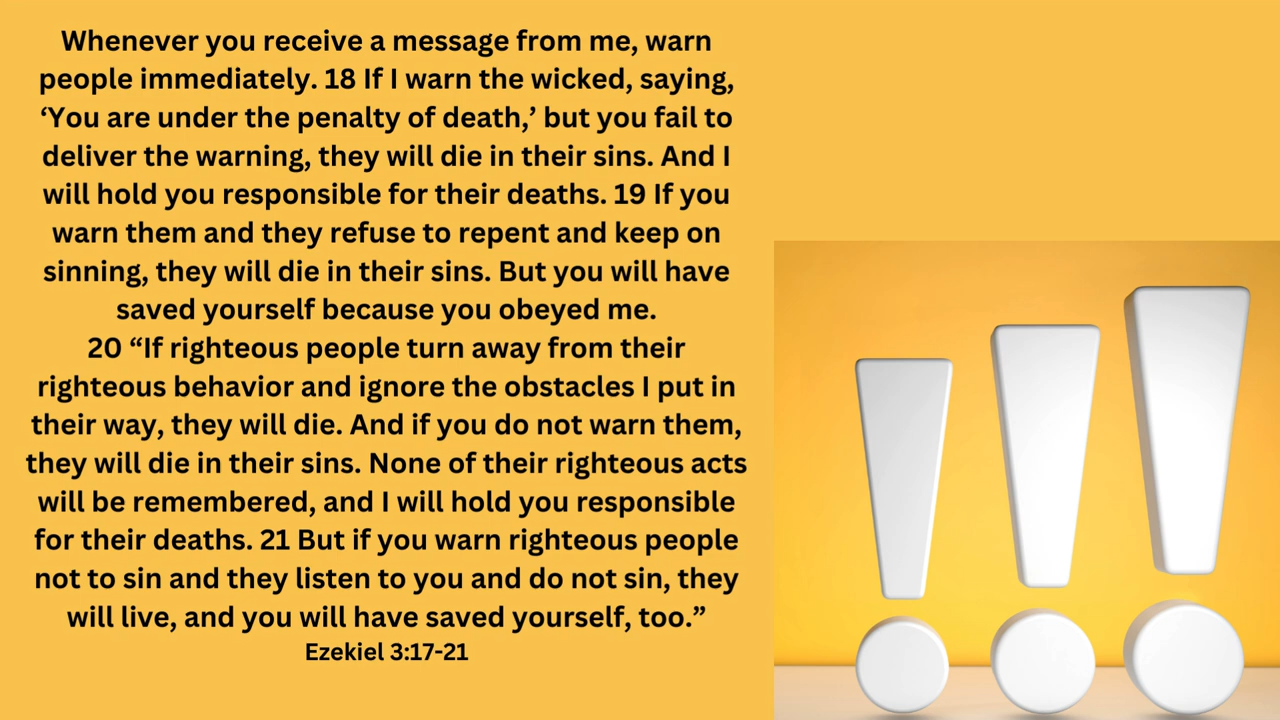 Whenever you receive a message from me, warn
people immediately. 18 If I warn the wicked, saying,
‘You are under the penalty of death,’ but you fail to
deliver the warning, they will die in their sins. And I
will hold you responsible for their deaths. 19 If you
warn them and they refuse to repent and keep on
sinning, they will die in their sins. But you will have
saved yourself because you obeyed me.
20 “If righteous people turn away from their
righteous behavior and ignore the obstacles I put in
their way, they will die. And if you do not warn them,
they will die in their sins. None of their righteous acts
will be remembered, and I will hold you responsible
for their deaths. 21 But if you warn righteous people
not to sin and they listen to you and do not sin, they
will live, and you will have saved yourself, too.”
Ezekiel 3:17-21
!!!